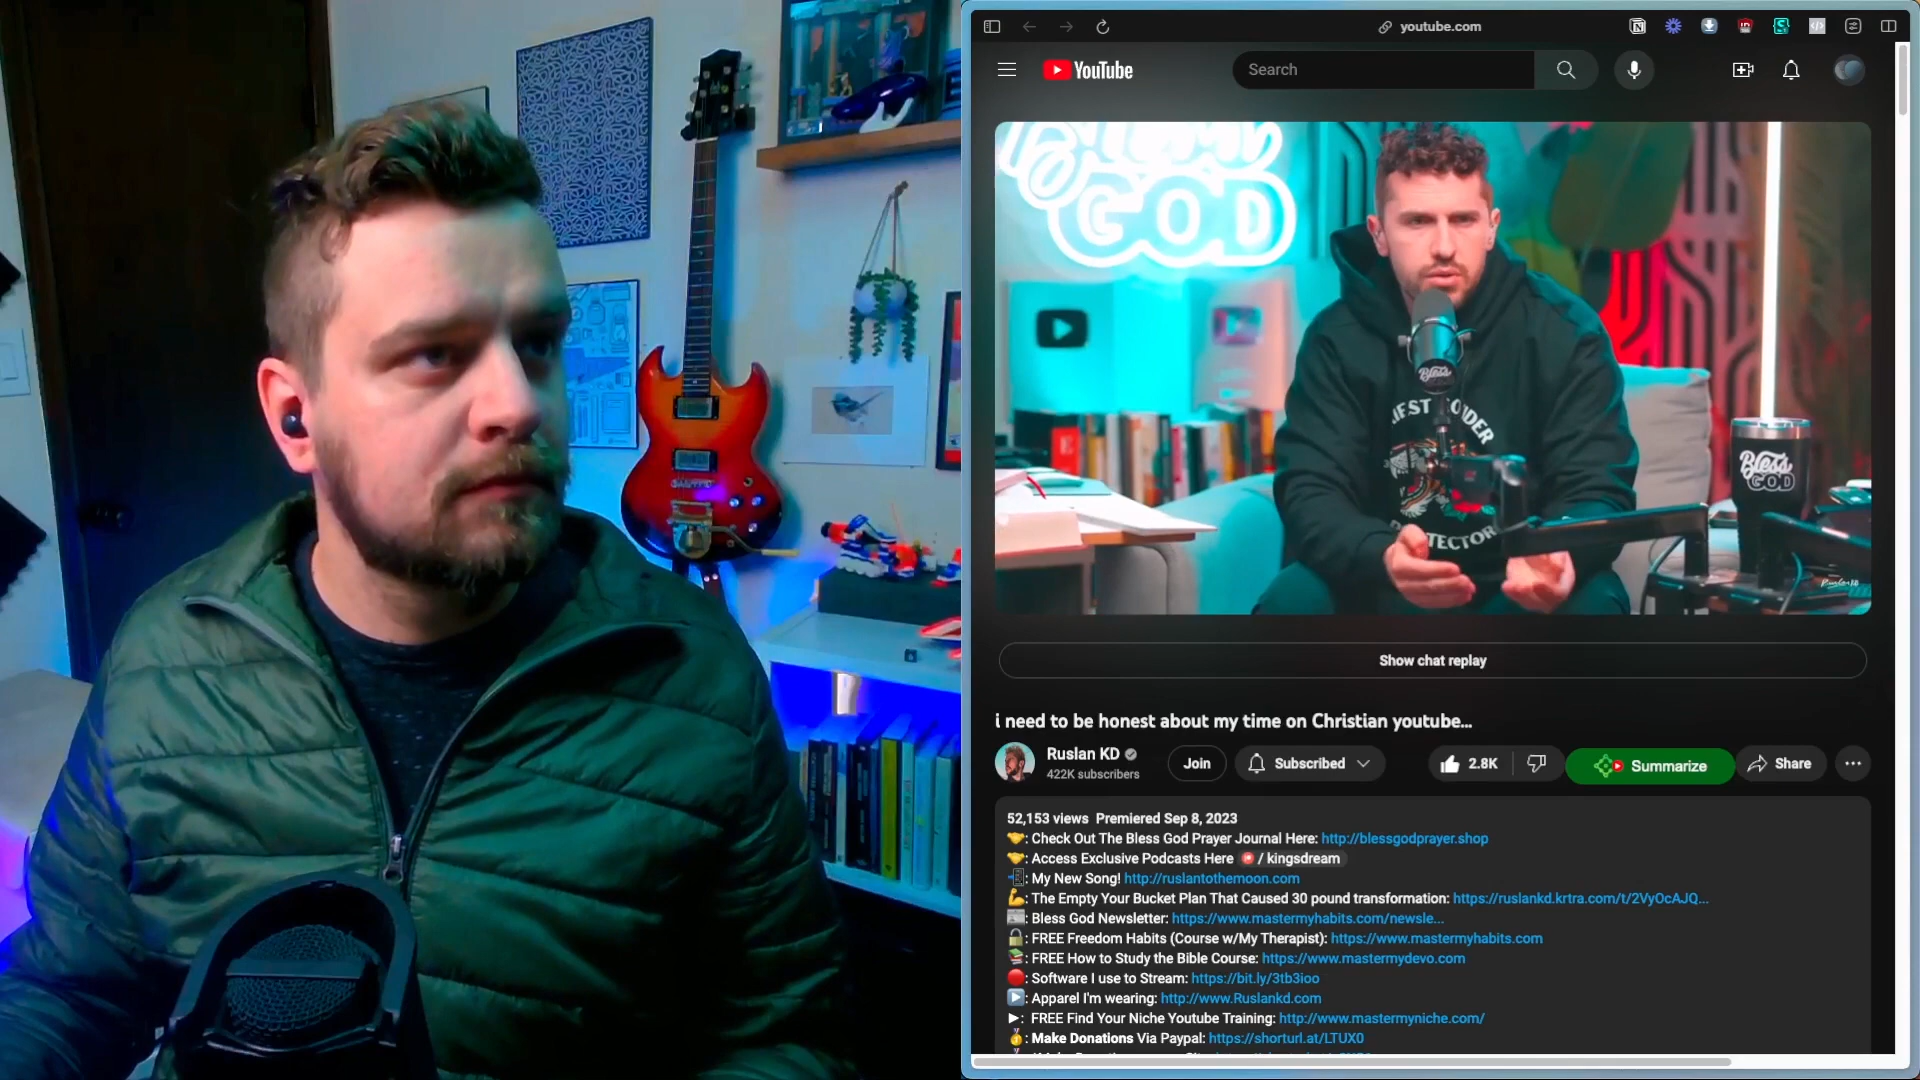 youtube.com
YouTube
Search
GOD
Bless
GOD
Bless
Show chat replay
i need to be honest about my time on Christian youtube...
Ruslan KD
422K subscribers
Join
Subscribed
2.8K
Summarize
Share
52,153 views Premiered Sep 8, 2023
: Check Out The Bless God Prayer Journal Here: http://blessgodprayer.shop
: Access Exclusive Podcasts Here / kingsdream
: My New Song! http://ruslantothemoon.com
: The Empty Your Bucket Plan That Caused 30 pound transformation: https://ruslankd.krtra.com/t/2VyOcAJQ...
: Bless God Newsletter: https://www.mastermyhabits.com/newsle...
: FREE Freedom Habits (Course w/My Therapist): https://www.mastermyhabits.com
: FREE How to Study the Bible Course: https://www.mastermydevo.com
: Software I use to Stream: https://bit.ly/3tb3ioo
: Apparel I'm wearing: http://www.Ruslankd.com
: FREE Find Your Niche Youtube Training: http://www.mastermyniche.com/
: Make Donations Via Paypal: https://shorturl.at/LTUX0